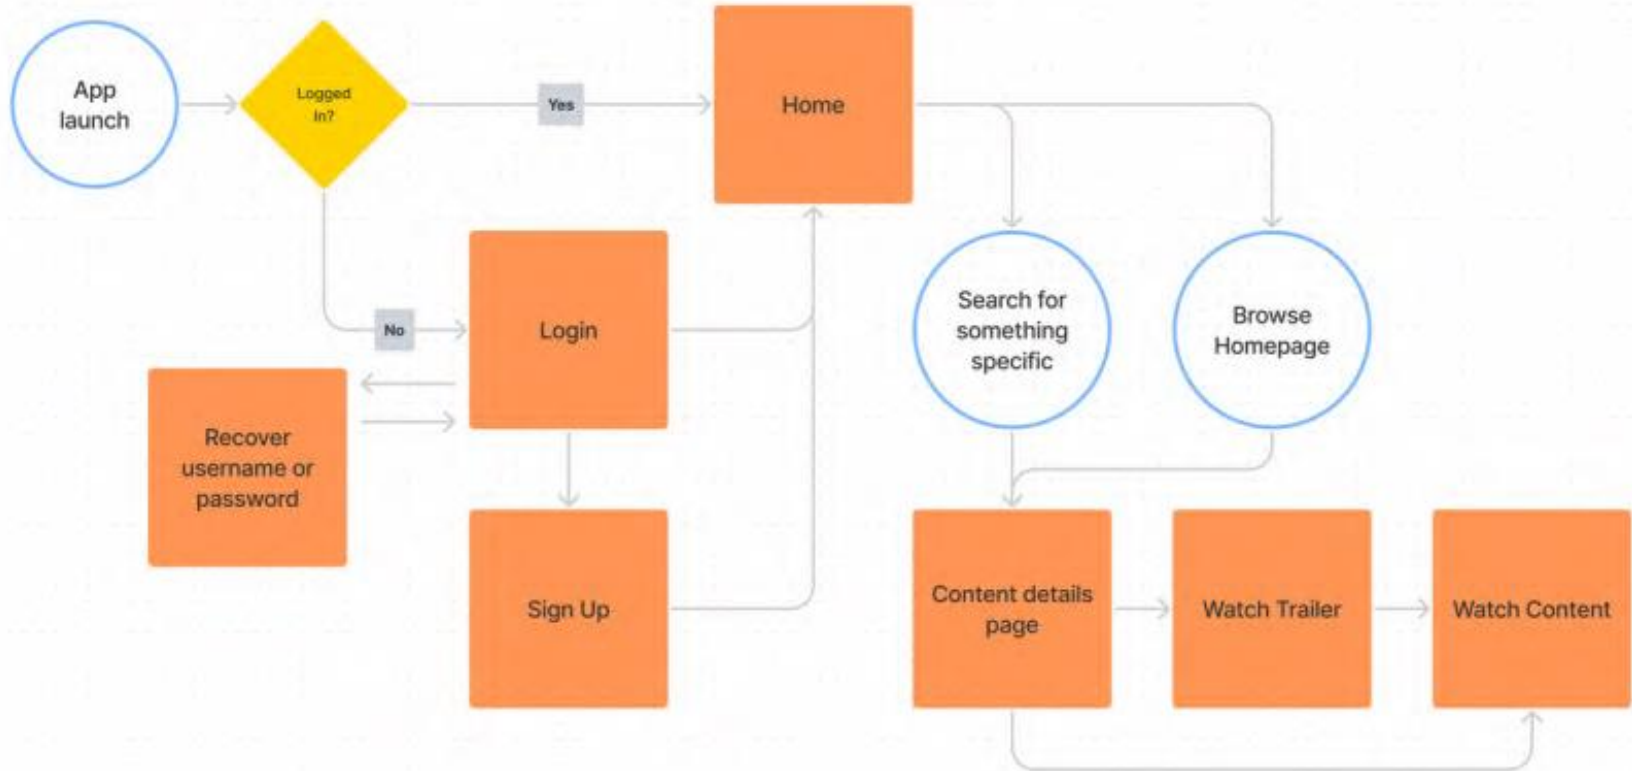 App
launch
Logged
In?
Yes
Home
No
Login
Search for
something
specific
Browse
Homepage
Recover
username or
password
Sign Up
Content details
page
Watch Trailer
Watch Content